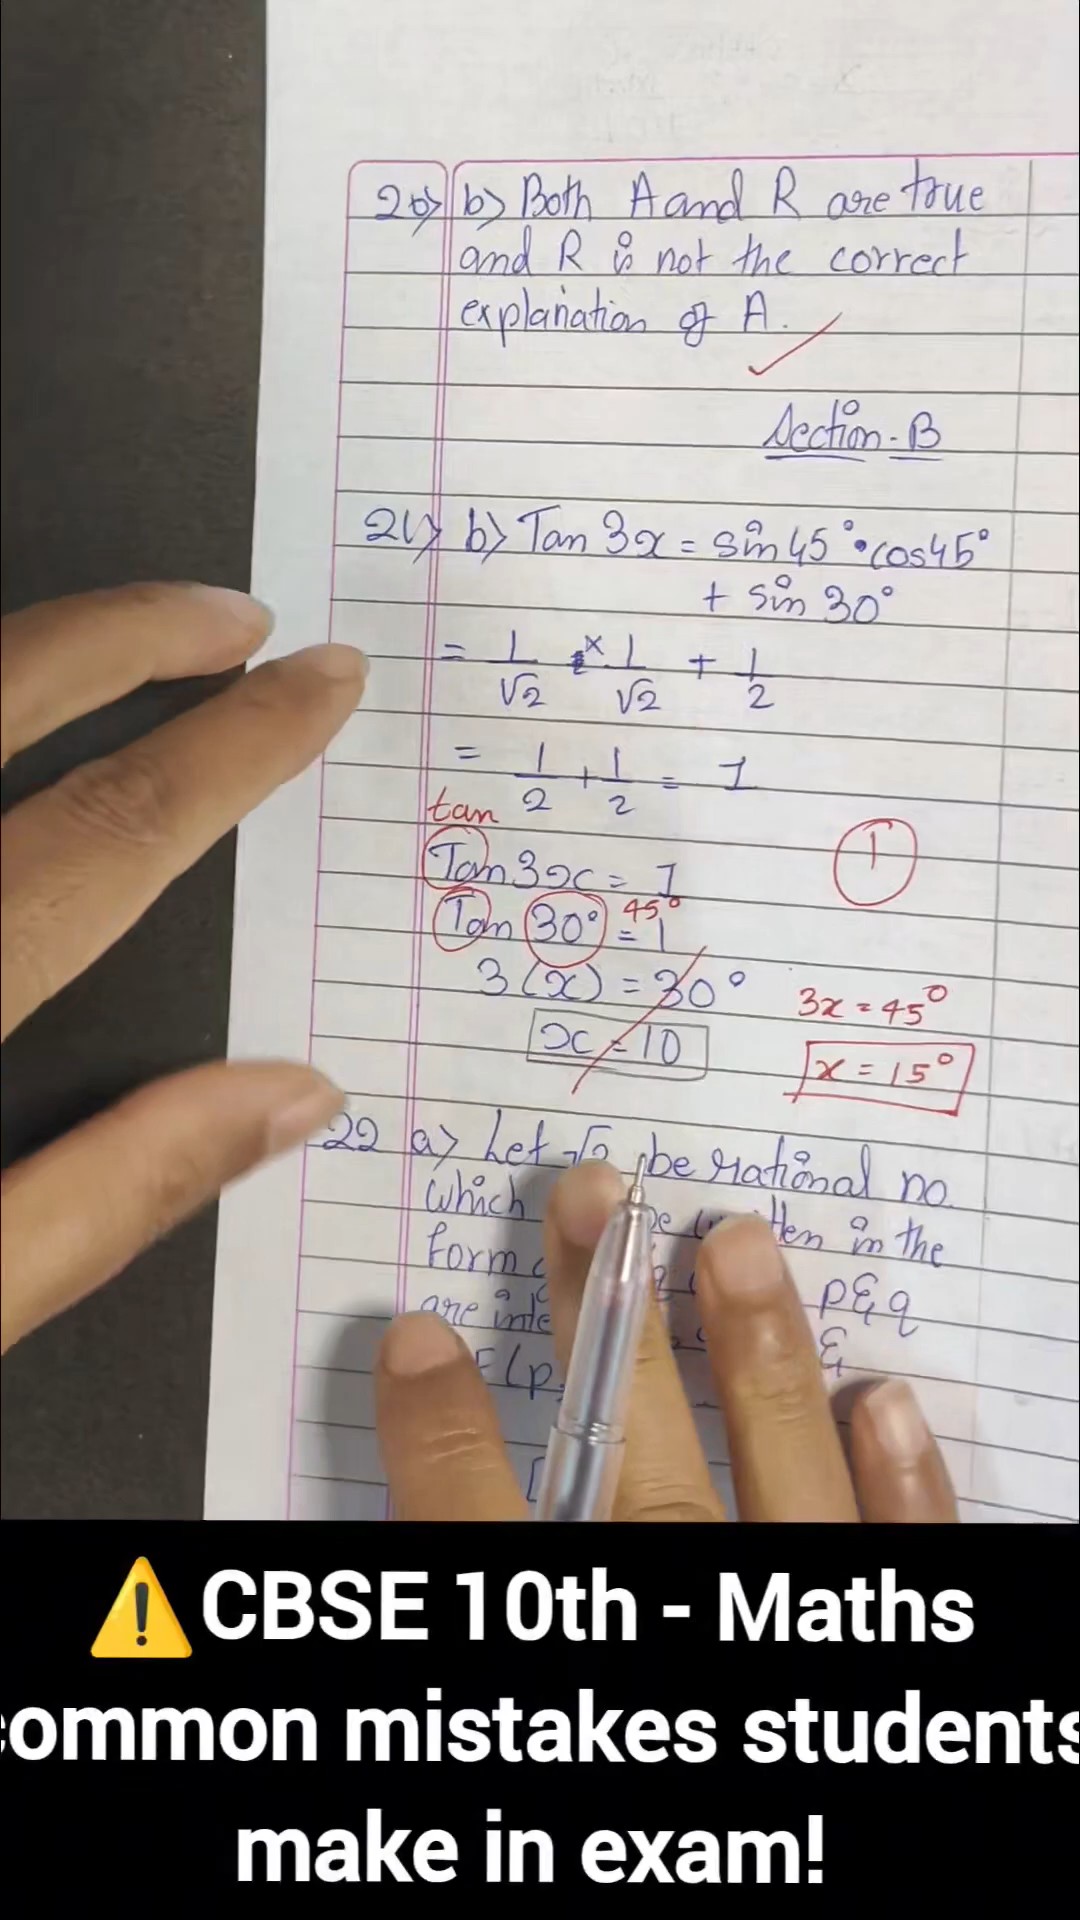 20) b) Both A and R are true
and R is not the correct
explanation of A.
Section - B
21) b) Tan 3x = sin 45° · cos 45°
+ sin 30°
= 1/√2 × 1/√2 + 1/2
= 1/2 + 1/2 = 1
tan
Tan 3x = 1
1
Tan 30° = 1
45°
3(x) = 30°
3x = 45°
x = 10
x = 15°
22 a) Let be rational no.
which in the
form p & q
are &
⚠️CBSE 10th - Maths
common mistakes students
make in exam!